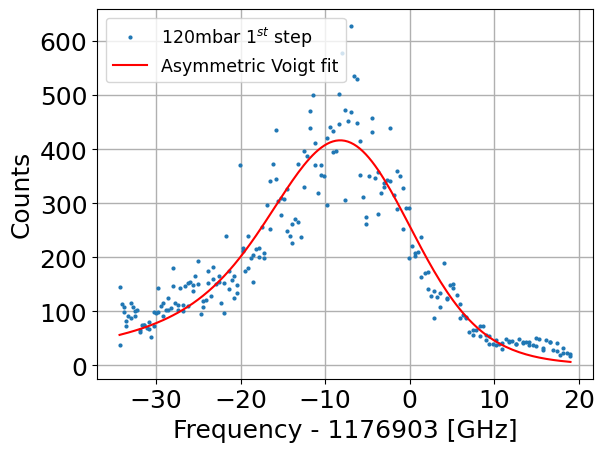 120mbar 1st step
Asymmetric Voigt fit
600
500
400
300
200
100
0
Counts
−30 −20 −10 0 10 20
Frequency - 1176903 [GHz]